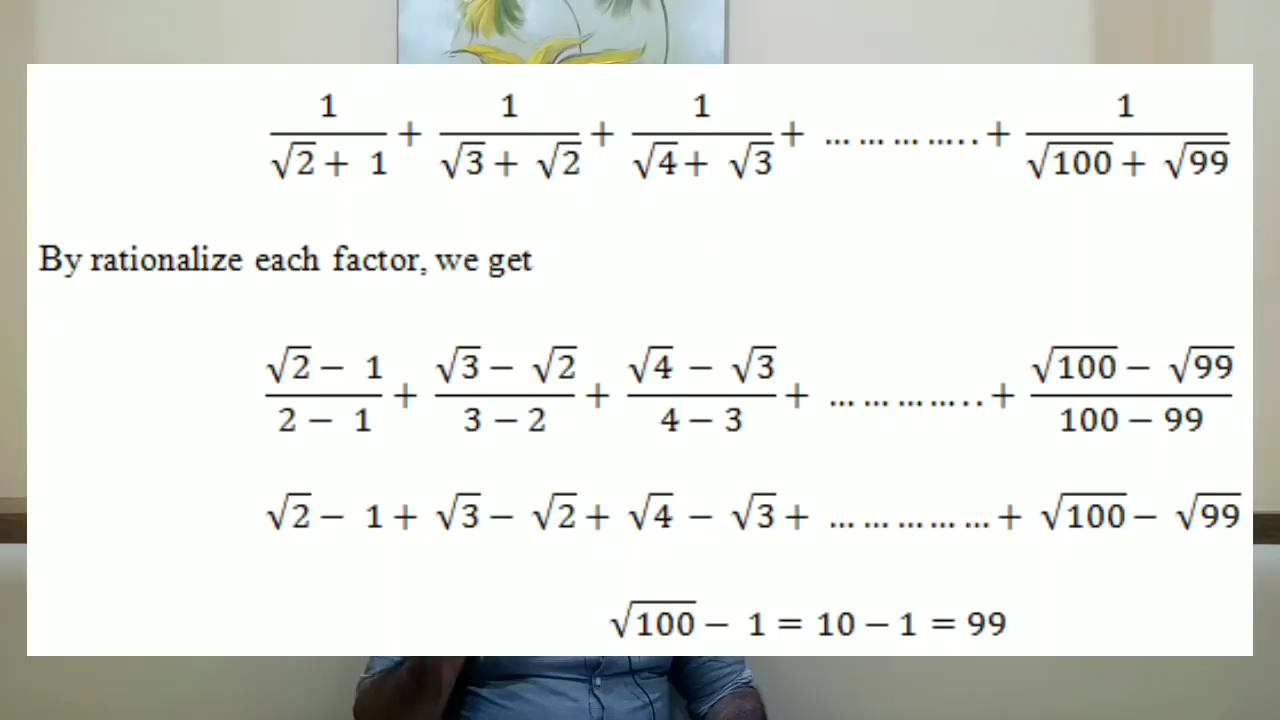 1/(√2 + 1) + 1/(√3 + √2) + 1/(√4 + √3) + … … … ….. + 1/(√100 + √99)
By rationalize each factor, we get
(√2 − 1)/(2 − 1) + (√3 − √2)/(3 − 2) + (√4 − √3)/(4 − 3) + … … … ….. + (√100 − √99)/(100 − 99)
√2 − 1 + √3 − √2 + √4 − √3 + … … … … … + √100 − √99
√100 − 1 = 10 − 1 = 99